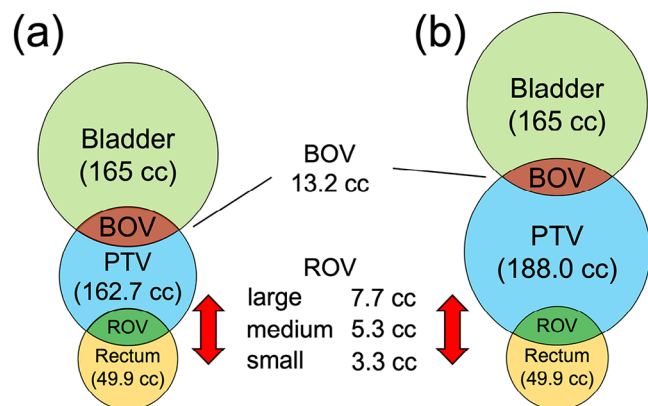 (a)
Bladder
(165 cc)
BOV
PTV
(162.7 cc)
ROV
Rectum
(49.9 cc)
BOV
13.2 cc
ROV
large 7.7 cc
medium 5.3 cc
small 3.3 cc
(b)
Bladder
(165 cc)
BOV
PTV
(188.0 cc)
ROV
Rectum
(49.9 cc)